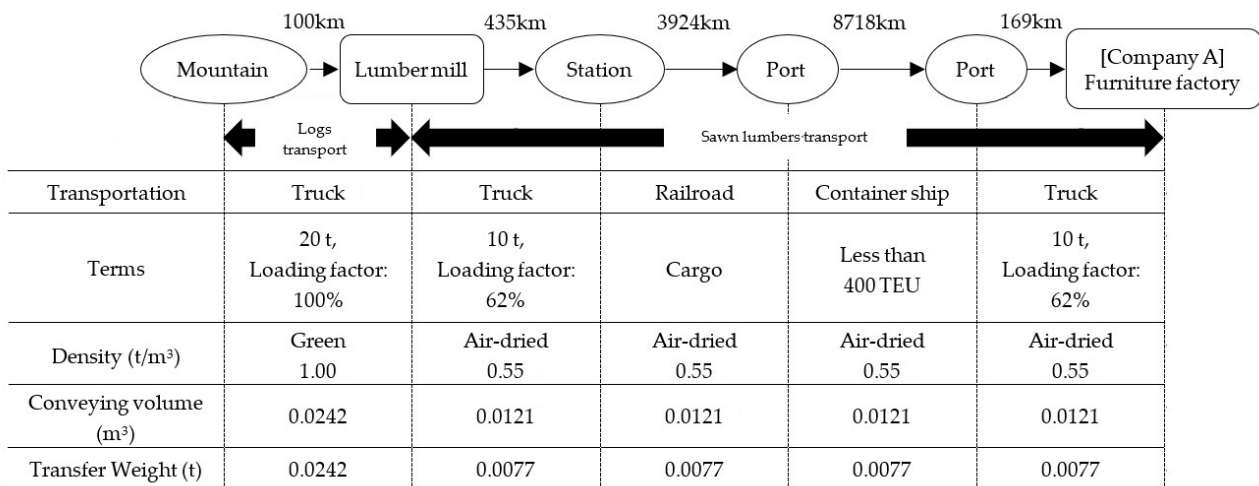 100km 435km 3924km 8718km 169km
Mountain Lumber mill Station Port Port [Company A]
Furniture factory
Logs
transport
Sawn lumbers transport
Transportation Truck Truck Railroad Container ship Truck
Terms
20 t,
Loading factor:
100%
10 t,
Loading factor:
62%
Cargo
Less than
400 TEU
10 t,
Loading factor:
62%
Density (t/m³)
Green
1.00
Air-dried
0.55
Air-dried
0.55
Air-dried
0.55
Air-dried
0.55
Conveying volume
(m³)
0.0242 0.0121 0.0121 0.0121 0.0121
Transfer Weight (t) 0.0242 0.0077 0.0077 0.0077 0.0077